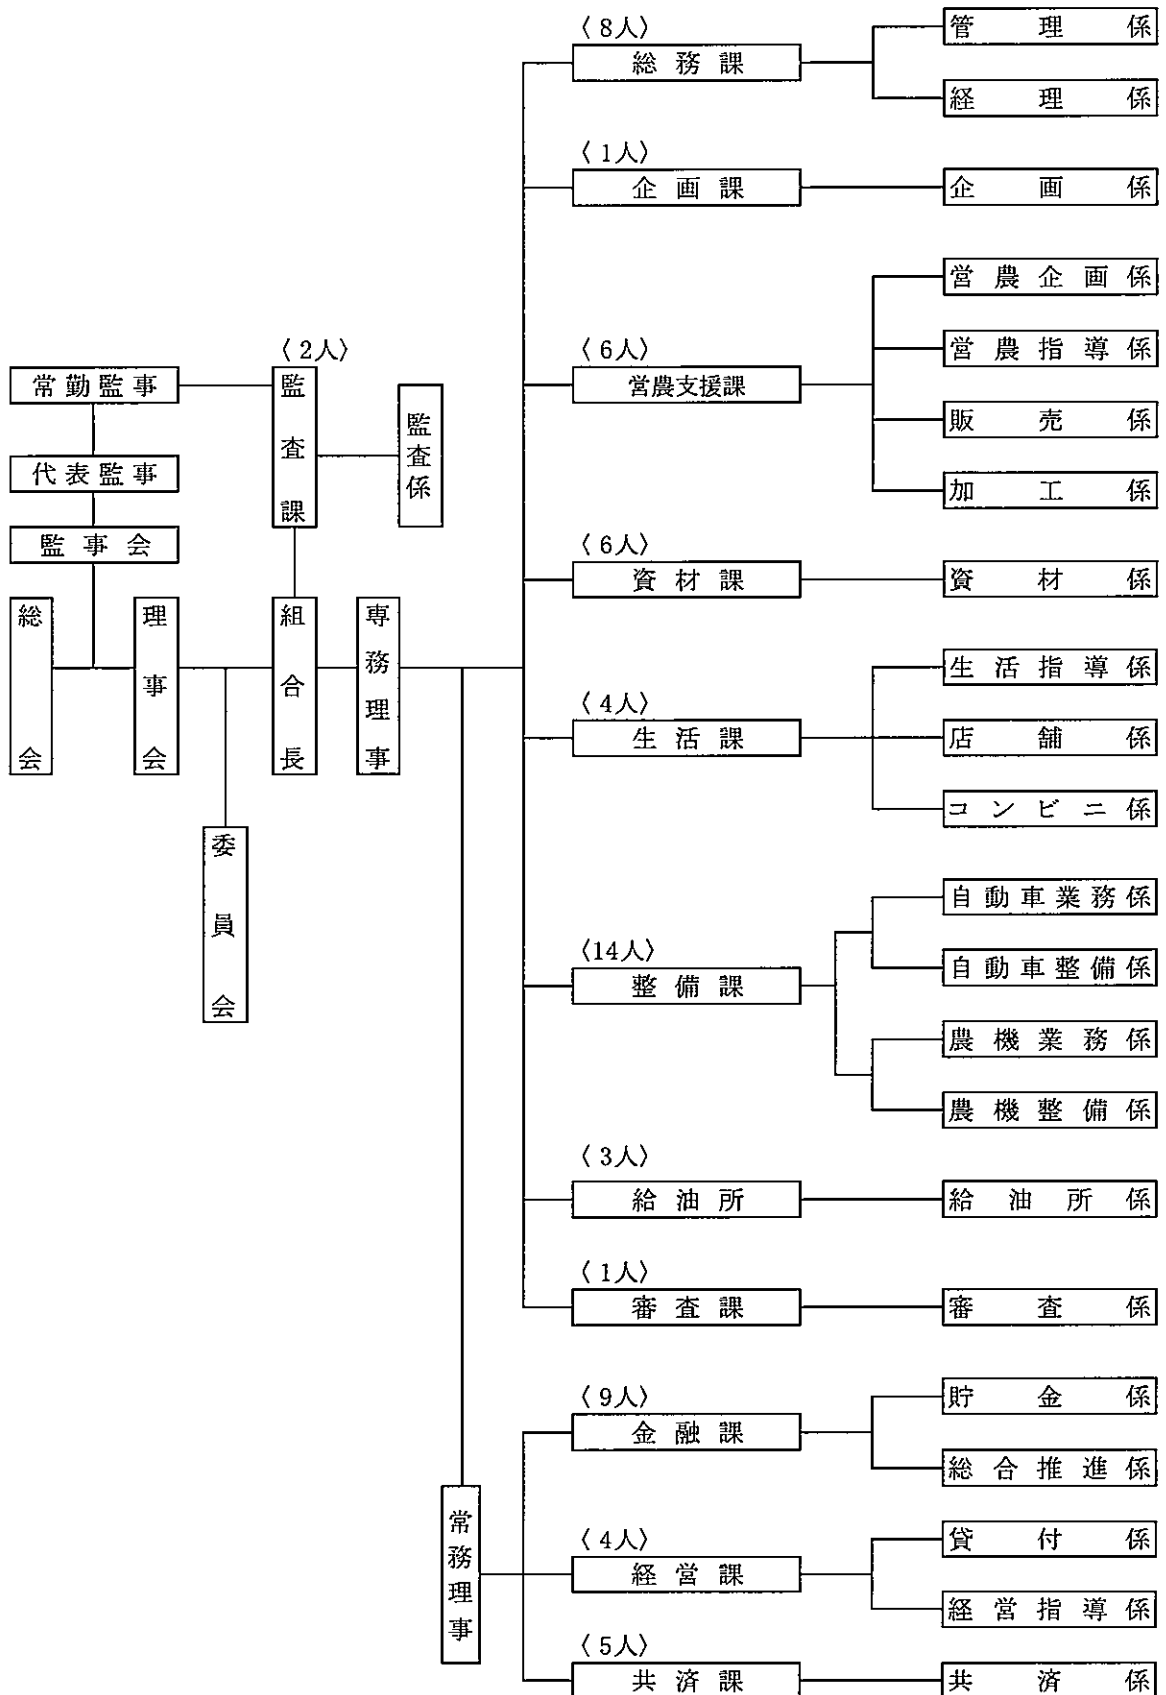 〈 8人〉
総務課
管理係
経理係
〈 1人〉
企画課
企画係
〈 6人〉
営農支援課
営農企画係
営農指導係
販売係
加工係
〈 2人〉
監査課
監査係
常勤監事
代表監事
監事会
総会
理事会
組合長
専務理事
委員会
〈 6人〉
資材課
資材係
〈 4人〉
生活課
生活指導係
店舗係
コンビニ係
〈14人〉
整備課
自動車業務係
自動車整備係
農機業務係
農機整備係
〈 3人〉
給油所
給油所係
〈 1人〉
審査課
審査係
常務理事
〈 9人〉
金融課
貯金係
総合推進係
〈 4人〉
経営課
貸付係
経営指導係
〈 5人〉
共済課
共済係